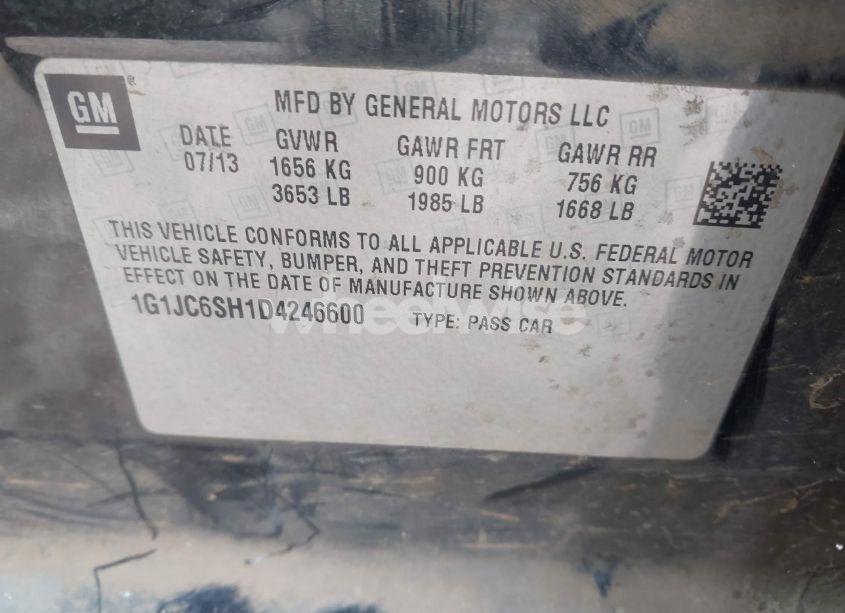 GM
MFD BY GENERAL MOTORS LLC
DATE GVWR GAWR FRT GAWR RR
07/13 1656 KG 900 KG 756 KG
3653 LB 1985 LB 1668 LB
THIS VEHICLE CONFORMS TO ALL APPLICABLE U.S. FEDERAL MOTOR
VEHICLE SAFETY, BUMPER, AND THEFT PREVENTION STANDARDS IN
EFFECT ON THE DATE OF MANUFACTURE SHOWN ABOVE.
1G1JC6SH1D4246600 TYPE: PASS CAR
wheelwise